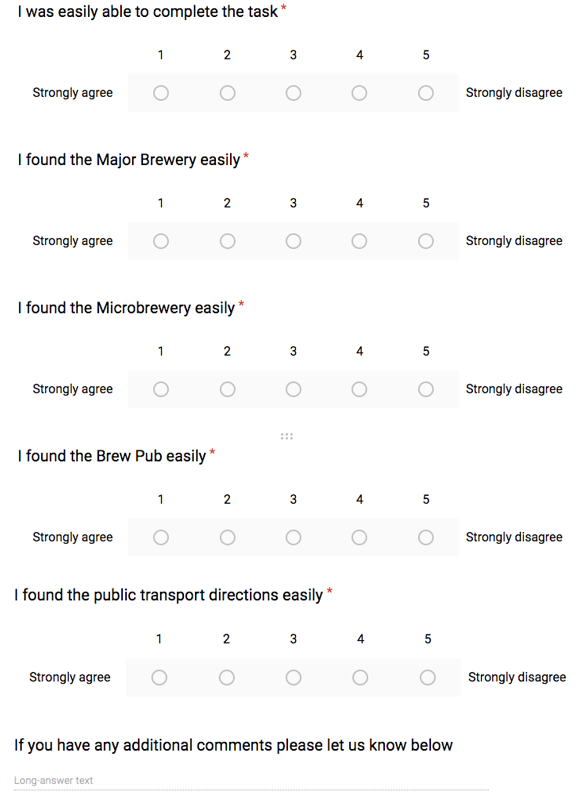 I was easily able to complete the task *
1 2 3 4 5
Strongly agree Strongly disagree
I found the Major Brewery easily *
1 2 3 4 5
Strongly agree Strongly disagree
I found the Microbrewery easily *
1 2 3 4 5
Strongly agree Strongly disagree
I found the Brew Pub easily *
1 2 3 4 5
Strongly agree Strongly disagree
I found the public transport directions easily *
1 2 3 4 5
Strongly agree Strongly disagree
If you have any additional comments please let us know below
Long-answer text